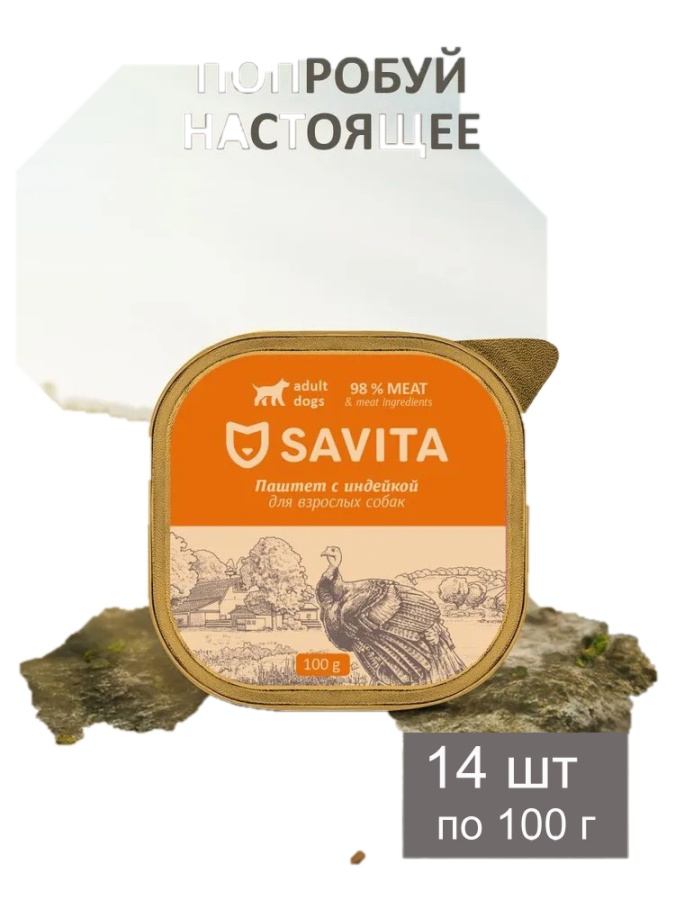 ПОПРОБУЙ
НАСТОЯЩЕЕ
adult
dogs
98 % MEAT
& meat ingredients
SAVITA
Паштет с индейкой
для взрослых собак
100 g
14 шт
по 100 г